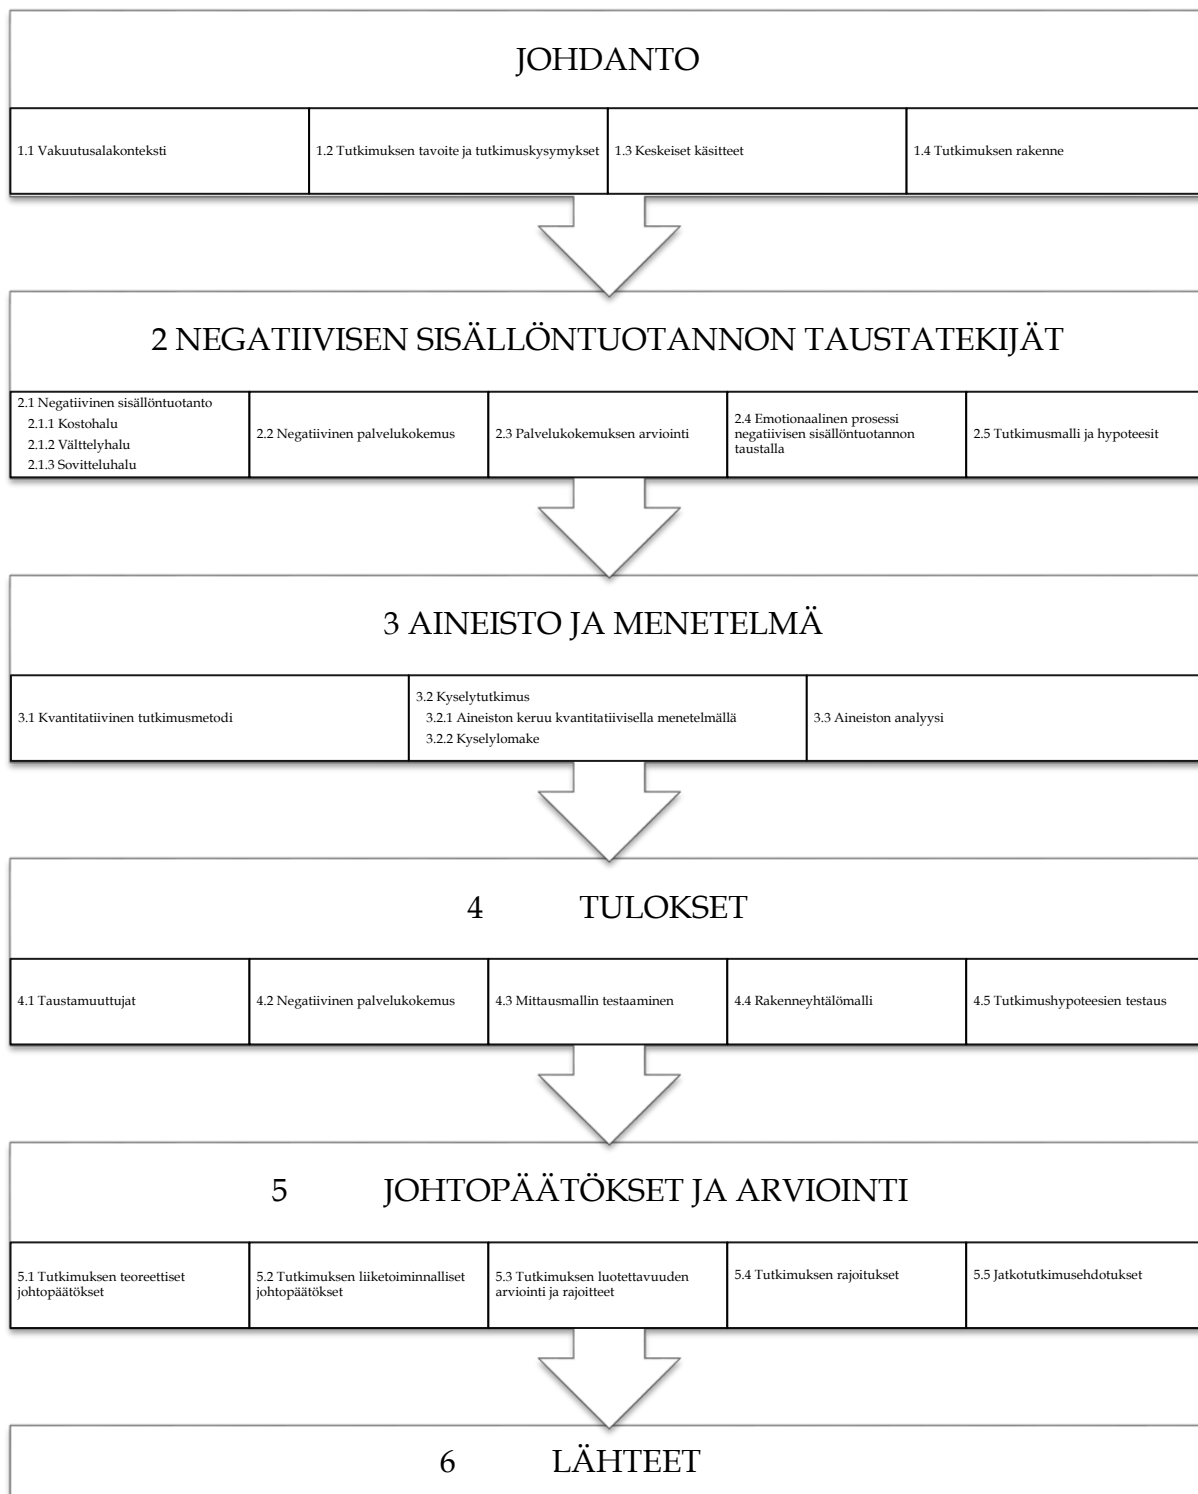 JOHDANTO
1.1 Vakuutusalakonteksti
1.2 Tutkimuksen tavoite ja tutkimuskysymykset
1.3 Keskeiset käsitteet
1.4 Tutkimuksen rakenne
2 NEGATIIVISEN SISÄLLÖNTUOTANNON TAUSTATEKIJÄT
2.1 Negatiivinen sisällöntuotanto
2.1.1 Kostohalu
2.1.2 Välttelyhalu
2.1.3 Sovitteluhalu
2.2 Negatiivinen palvelukokemus
2.3 Palvelukokemuksen arviointi
2.4 Emotionaalinen prosessi
negatiivisen sisällöntuotannon
taustalla
2.5 Tutkimusmalli ja hypoteesit
3 AINEISTO JA MENETELMÄ
3.1 Kvantitatiivinen tutkimusmetodi
3.2 Kyselytutkimus
3.2.1 Aineiston keruu kvantitatiivisella menetelmällä
3.2.2 Kyselylomake
3.3 Aineiston analyysi
4 TULOKSET
4.1 Taustamuuttujat
4.2 Negatiivinen palvelukokemus
4.3 Mittausmallin testaaminen
4.4 Rakenneyhtälömalli
4.5 Tutkimushypoteesien testaus
5 JOHTOPÄÄTÖKSET JA ARVIOINTI
5.1 Tutkimuksen teoreettiset
johtopäätökset
5.2 Tutkimuksen liiketoiminnalliset
johtopäätökset
5.3 Tutkimuksen luotettavuuden
arviointi ja rajoitteet
5.4 Tutkimuksen rajoitukset
5.5 Jatkotutkimusehdotukset
6 LÄHTEET